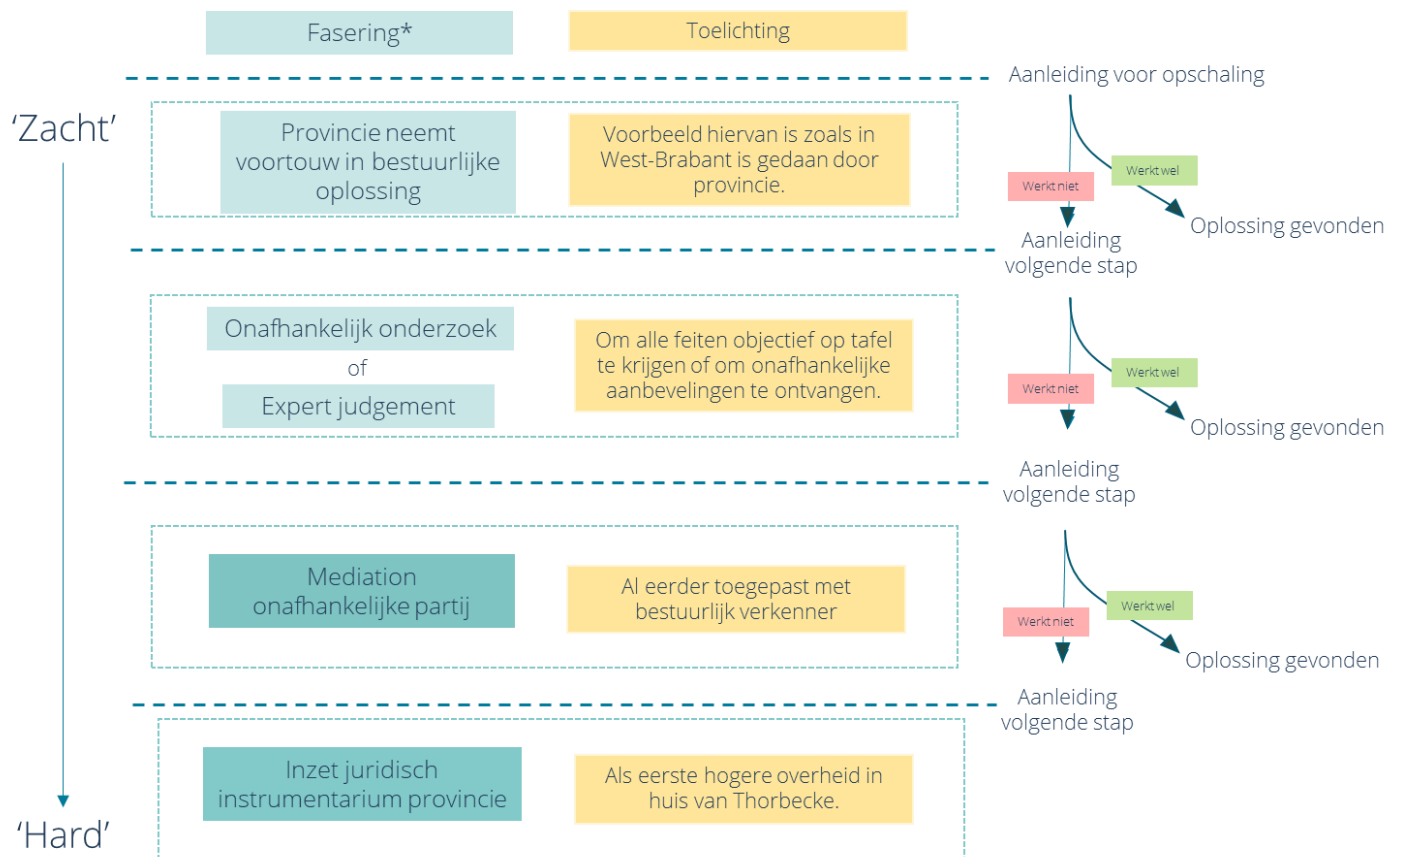 Fasering*
Toelichting
Aanleiding voor opschaling
‘Zacht’
Provincie neemt
voortouw in bestuurlijke
oplossing
Voorbeeld hiervan is zoals in
West-Brabant is gedaan door
provincie.
Werkt niet
Werkt wel
Oplossing gevonden
Aanleiding
volgende stap
Onafhankelijk onderzoek
of
Expert judgement
Om alle feiten objectief op tafel
te krijgen of om onafhankelijke
aanbevelingen te ontvangen.
Werkt niet
Werkt wel
Oplossing gevonden
Aanleiding
volgende stap
Mediation
onafhankelijke partij
Al eerder toegepast met
bestuurlijk verkenner
Werkt niet
Werkt wel
Oplossing gevonden
Aanleiding
volgende stap
Inzet juridisch
instrumentarium provincie
Als eerste hogere overheid in
huis van Thorbecke.
‘Hard’